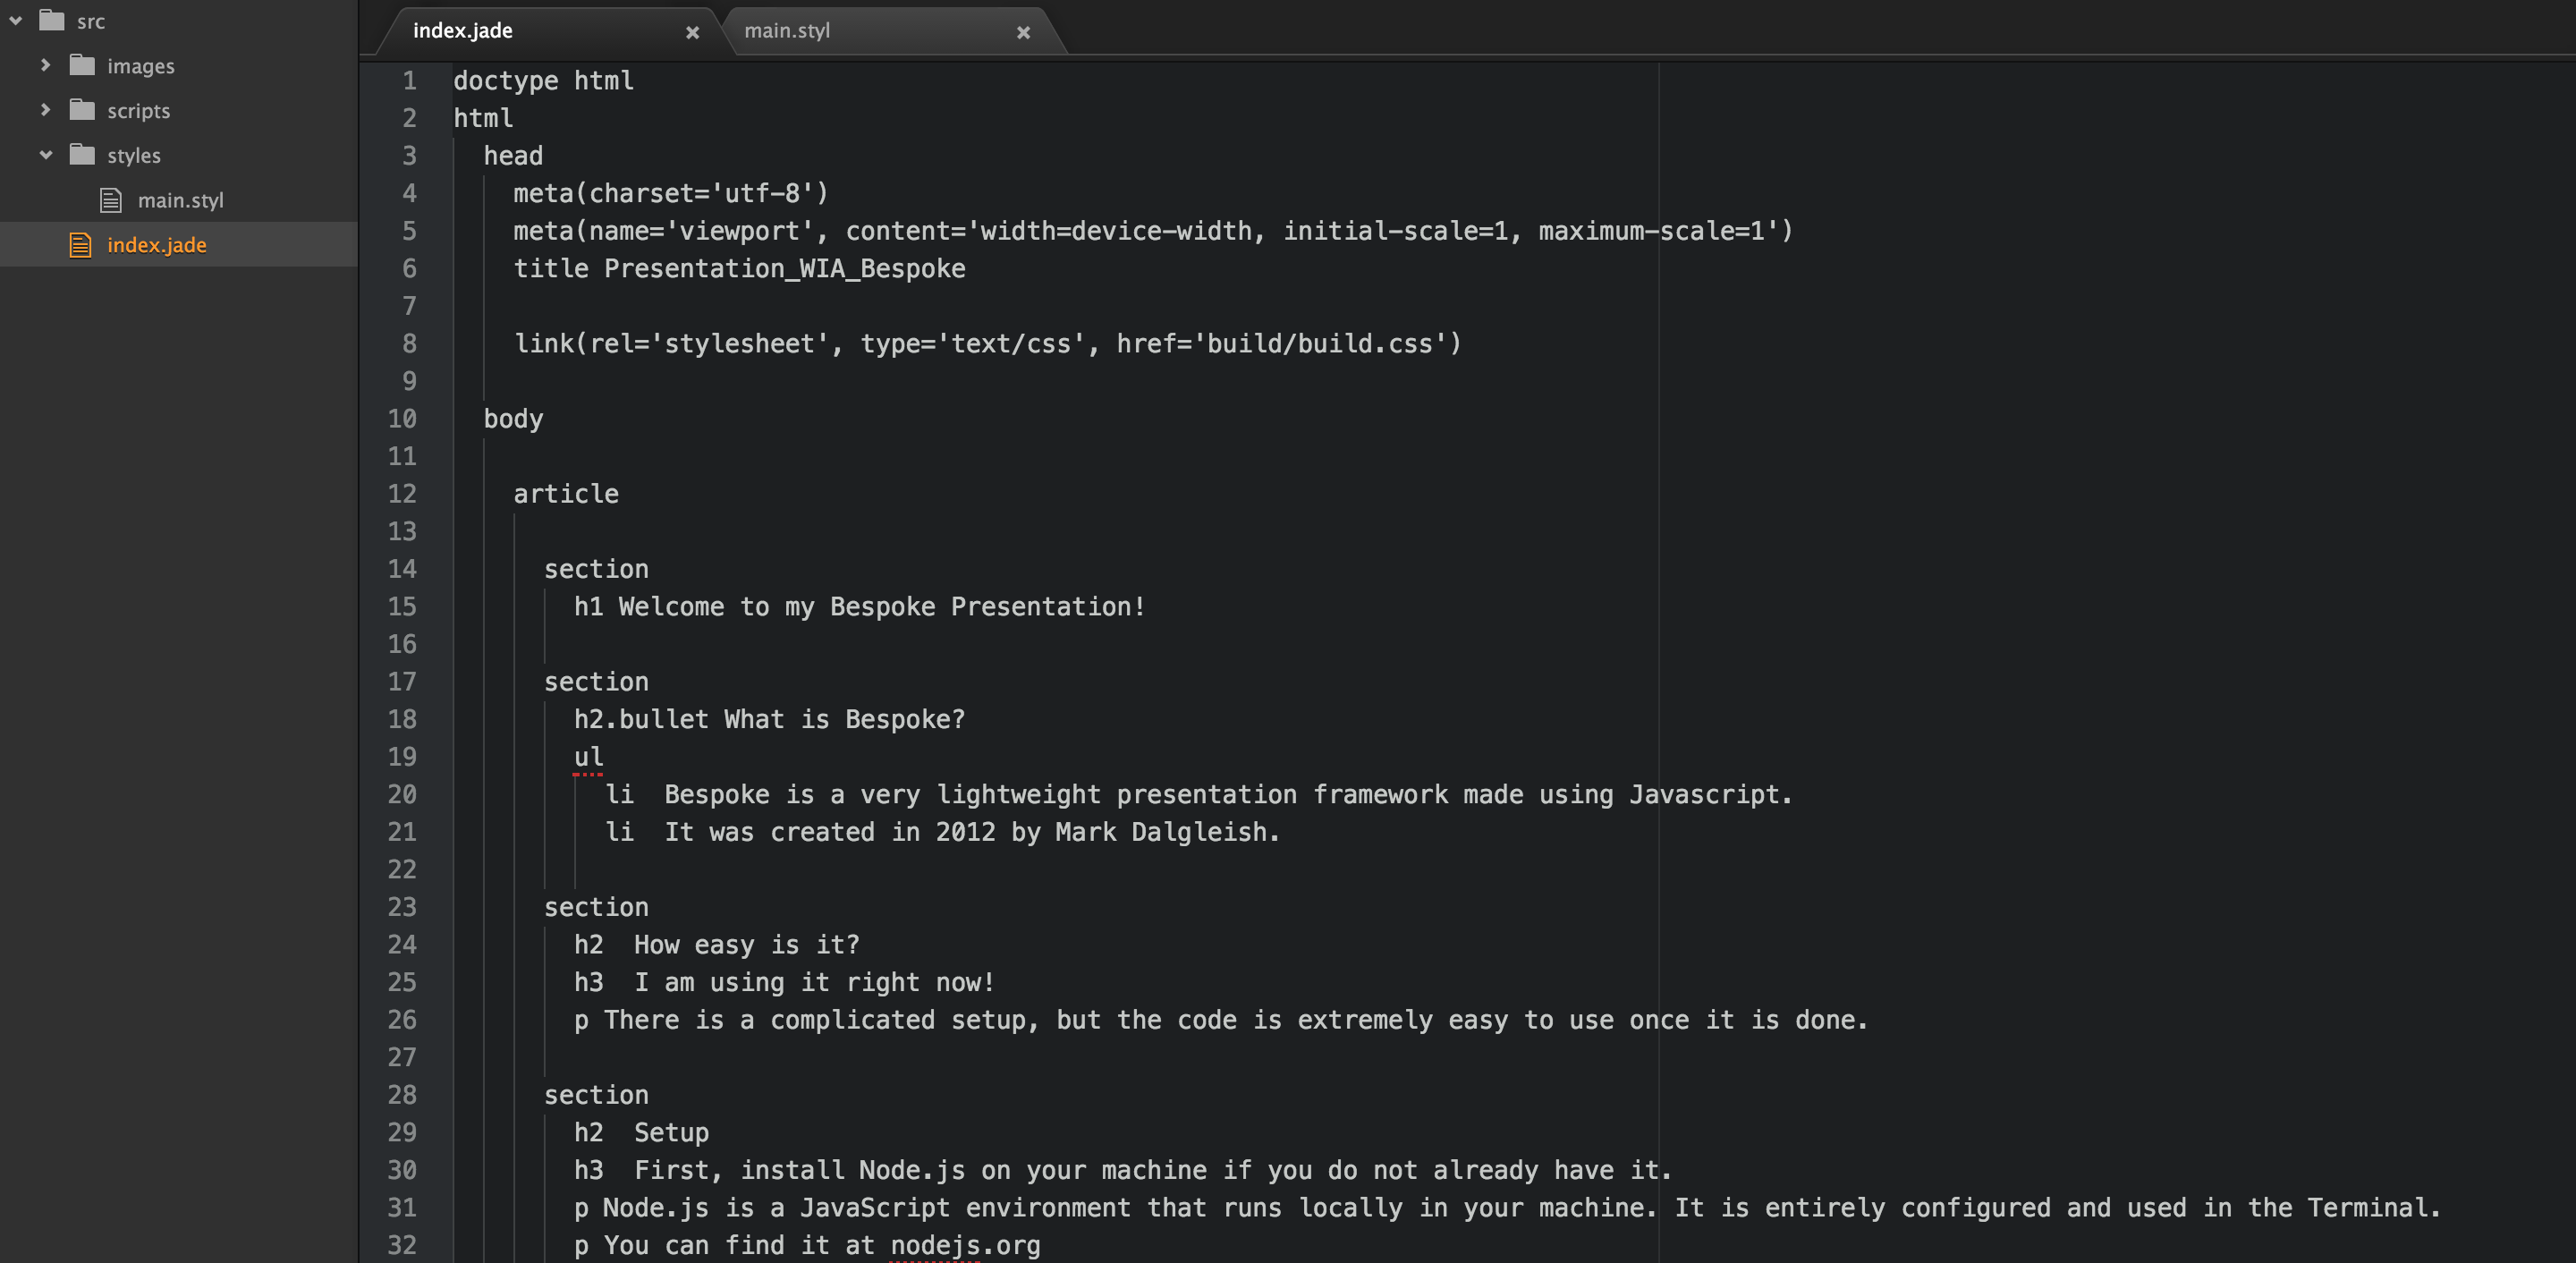 src
images
scripts
styles
main.styl
index.jade
index.jade
main.styl
1 doctype html
2 html
3 head
4 meta(charset='utf-8')
5 meta(name='viewport', content='width=device-width, initial-scale=1, maximum-scale=1')
6 title Presentation_WIA_Bespoke
7
8 link(rel='stylesheet', type='text/css', href='build/build.css')
9
10 body
11
12 article
13
14 section
15 h1 Welcome to my Bespoke Presentation!
16
17 section
18 h2.bullet What is Bespoke?
19 ul
20 li  Bespoke is a very lightweight presentation framework made using Javascript.
21 li  It was created in 2012 by Mark Dalgleish.
22
23 section
24 h2  How easy is it?
25 h3  I am using it right now!
26 p There is a complicated setup, but the code is extremely easy to use once it is done.
27
28 section
29 h2  Setup
30 h3  First, install Node.js on your machine if you do not already have it.
31 p Node.js is a JavaScript environment that runs locally in your machine. It is entirely configured and used in the Terminal.
32 p You can find it at nodejs.org